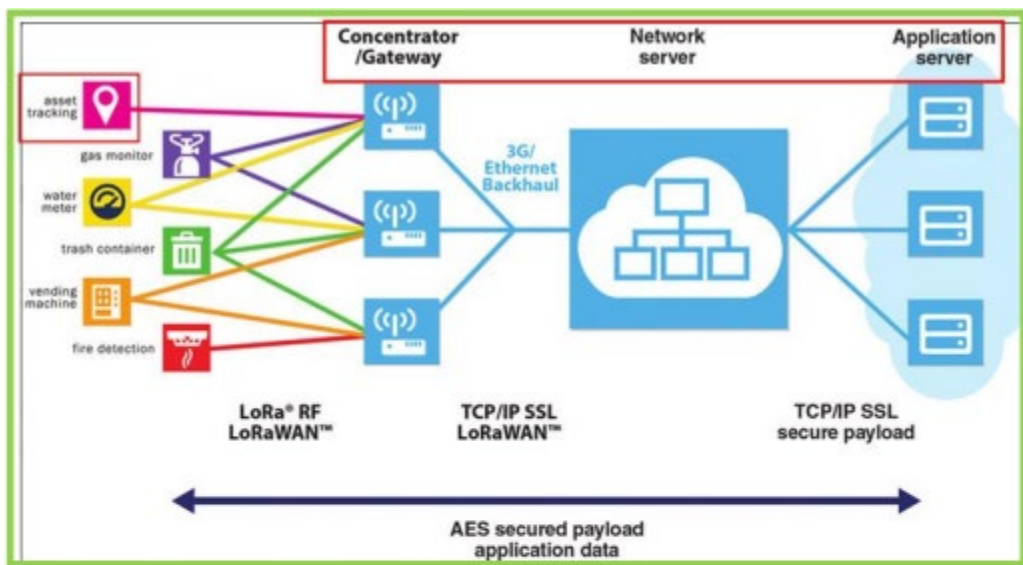 Concentrator
/Gateway
Network
server
Application
server
asset
tracking
gas monitor
water
meter
trash container
vending
machine
fire detection
3G/
Ethernet
Backhaul
LoRa® RF
LoRaWAN™
TCP/IP SSL
LoRaWAN™
TCP/IP SSL
secure payload
AES secured payload
application data